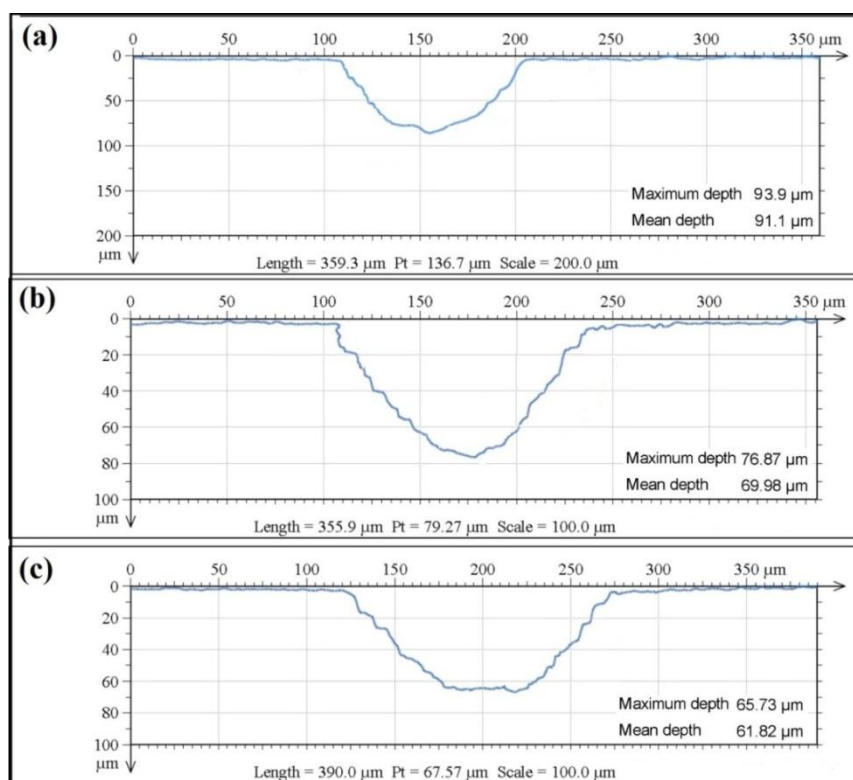 (a)
0 50 100 150 200 250 300 350 μm
0
50
100
150
200
μm
Maximum depth 93.9 μm
Mean depth 91.1 μm
Length = 359.3 μm Pt = 136.7 μm Scale = 200.0 μm
(b)
0 50 100 150 200 250 300 350 μm
0
20
40
60
80
100
μm
Maximum depth 76.87 μm
Mean depth 69.98 μm
Length = 355.9 μm Pt = 79.27 μm Scale = 100.0 μm
(c)
0 50 100 150 200 250 300 350 μm
0
20
40
60
80
100
μm
Maximum depth 65.73 μm
Mean depth 61.82 μm
Length = 390.0 μm Pt = 67.57 μm Scale = 100.0 μm